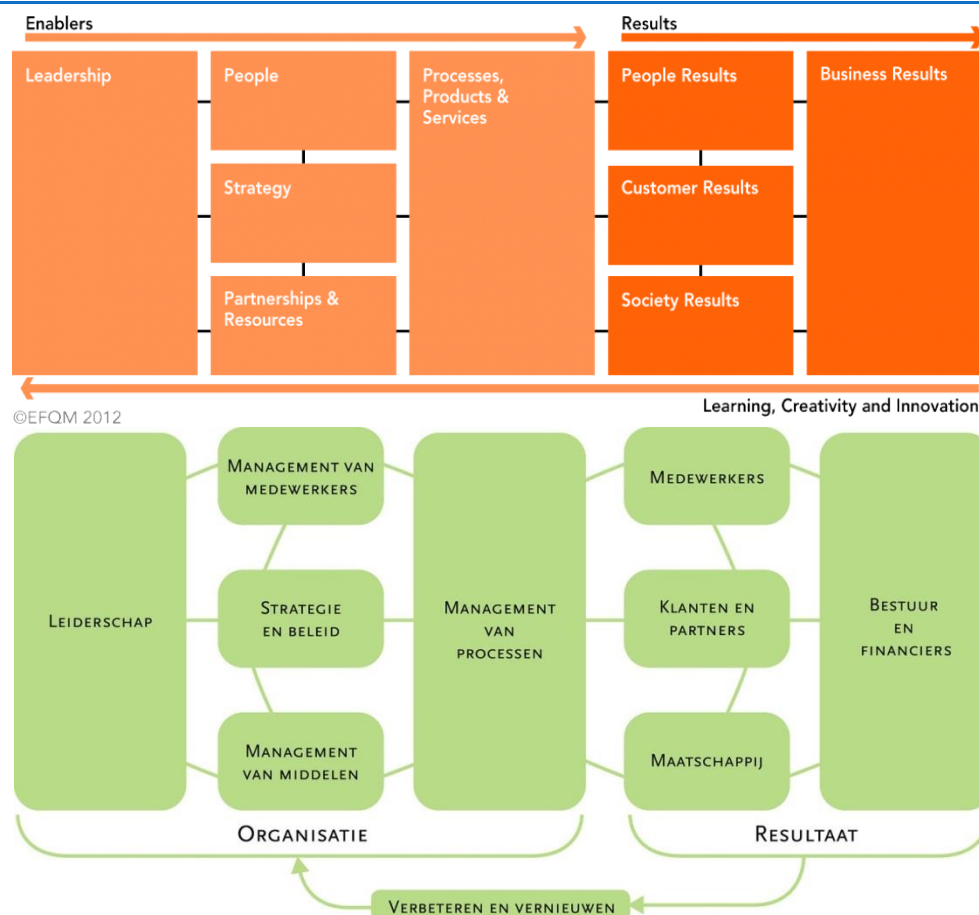 Enablers
Results
Leadership
People
Processes,
Products &
Services
People Results
Business Results
Strategy
Customer Results
Partnerships &
Resources
Society Results
Learning, Creativity and Innovation
©EFQM 2012
LEIDERSCHAP
MANAGEMENT VAN
MEDEWERKERS
STRATEGIE
EN BELEID
MANAGEMENT
VAN MIDDELEN
MANAGEMENT
VAN
PROCESSEN
MEDEWERKERS
KLANTEN EN
PARTNERS
MAATSCHAPPIJ
BESTUUR
EN
FINANCIERS
ORGANISATIE
RESULTAAT
VERBETEREN EN VERNIEUWEN